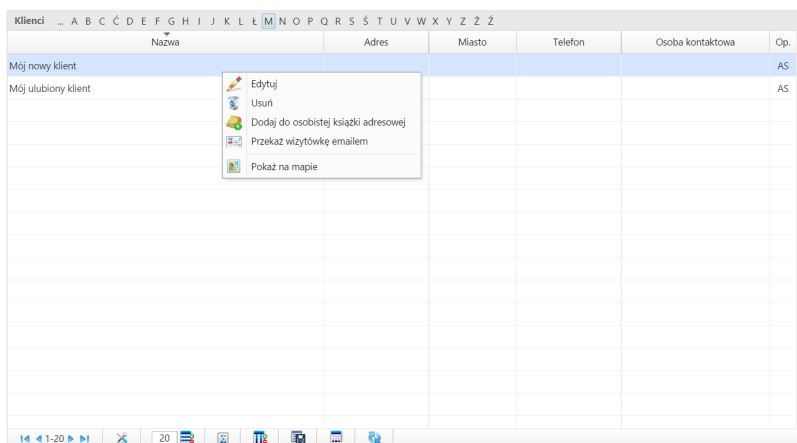 Klienci ... A B C Ć D E F G H I J K L Ł M N O P Q R S Ś T U V W X Y Z Ż Ź
Nazwa Adres Miasto Telefon Osoba kontaktowa Op.
Mój nowy klient AS
Mój ulubiony klient AS
Edytuj
Usuń
Dodaj do osobistej książki adresowej
Przekaż wizytówkę emailem
Pokaż na mapie
1-20 20